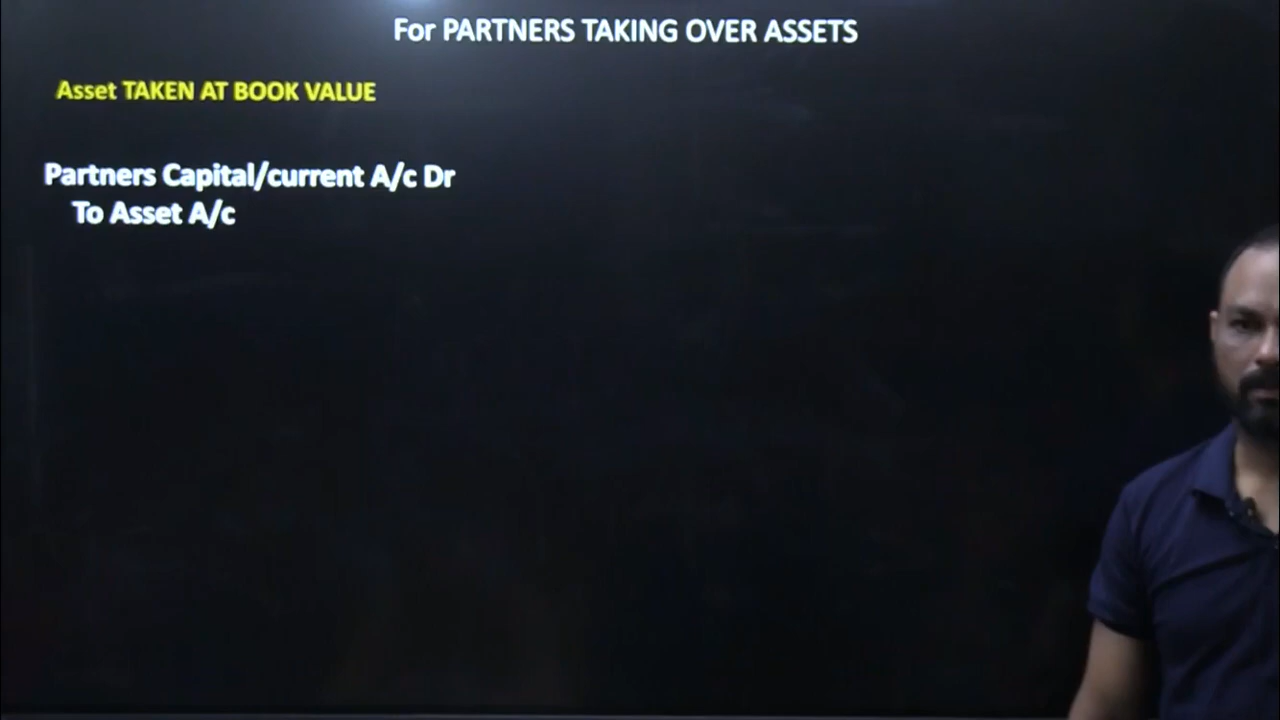 For PARTNERS TAKING OVER ASSETS
Asset TAKEN AT BOOK VALUE
Partners Capital/current A/c Dr
To Asset A/c